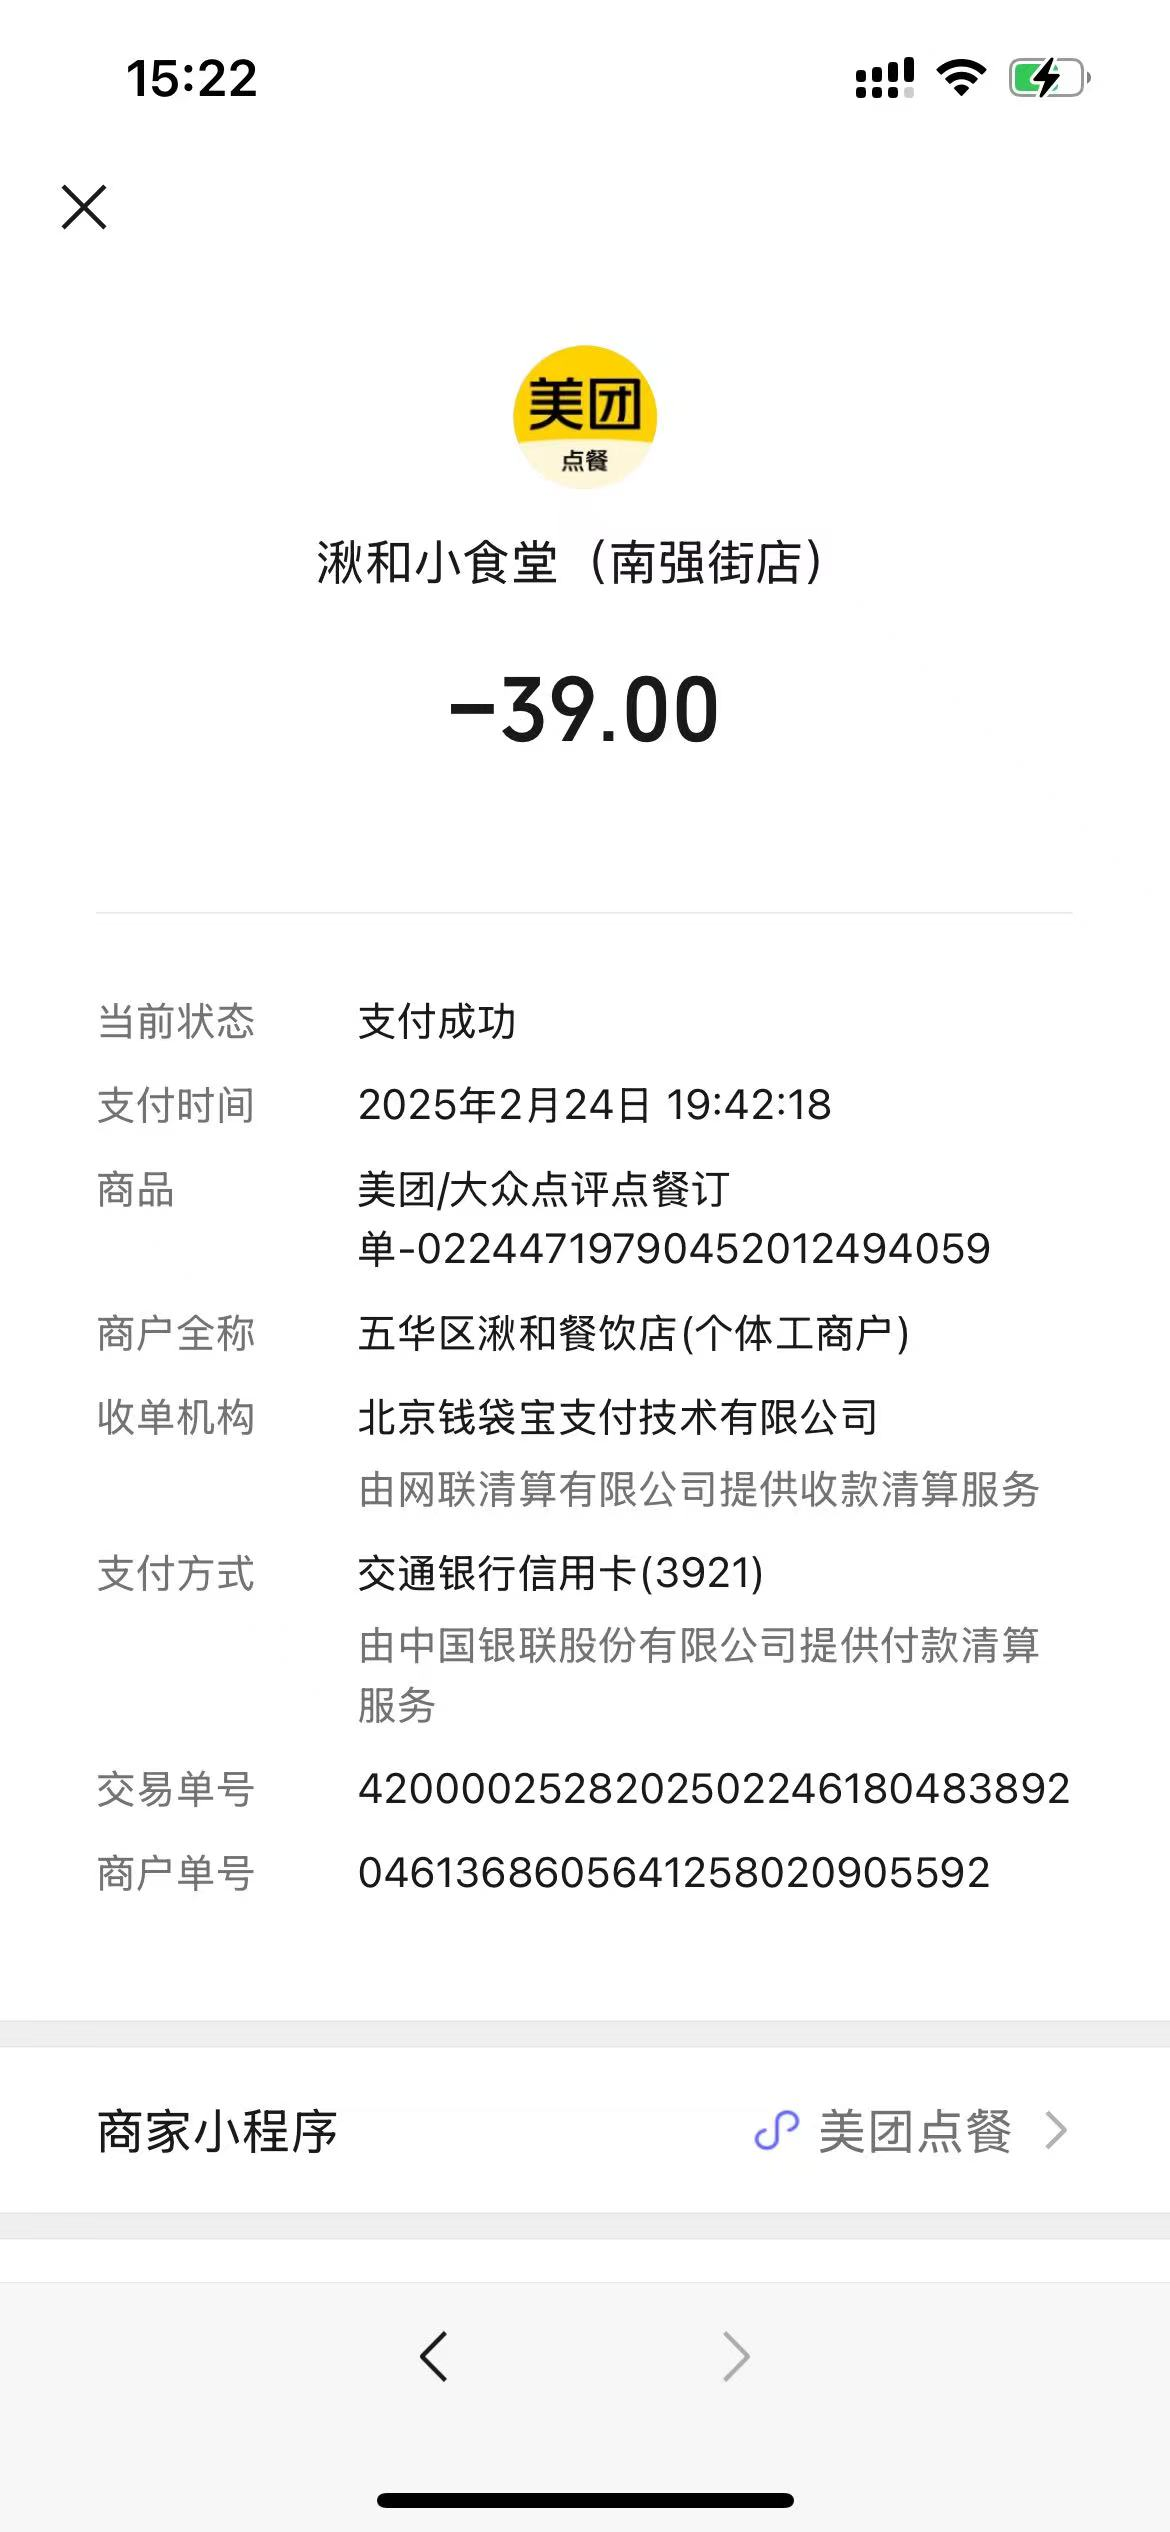 15:22
美团
点餐
湫和小食堂（南强街店）
-39.00
当前状态 支付成功
支付时间 2025年2月24日 19:42:18
商品 美团/大众点评点餐订
单-02244719790452012494059
商户全称 五华区湫和餐饮店(个体工商户)
收单机构 北京钱袋宝支付技术有限公司
由网联清算有限公司提供收款清算服务
支付方式 交通银行信用卡(3921)
由中国银联股份有限公司提供付款清算
服务
交易单号 4200002528202502246180483892
商户单号 0461368605641258020905592
商家小程序 美团点餐